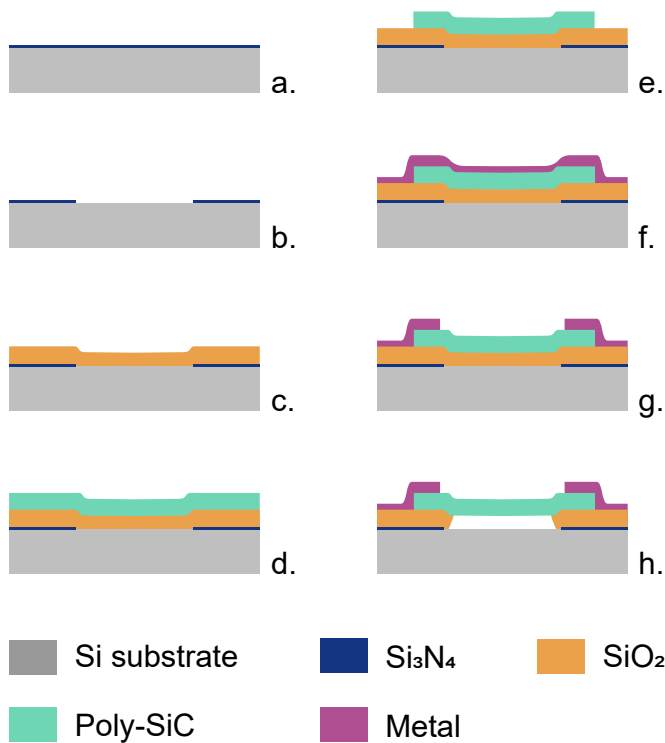 a.
b.
c.
d.
e.
f.
g.
h.
Si substrate
Si₃N₄
SiO₂
Poly-SiC
Metal